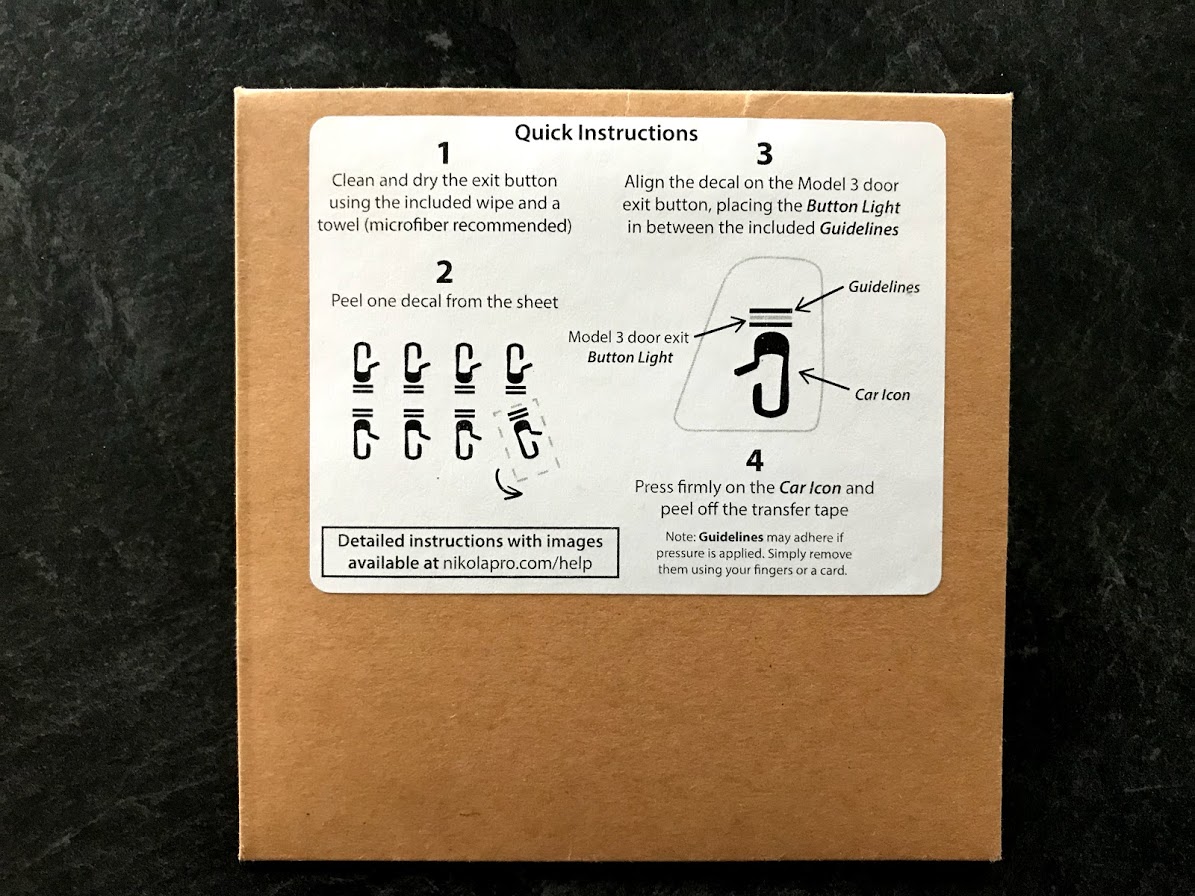 Quick Instructions
1
Clean and dry the exit button
using the included wipe and a
towel (microfiber recommended)
2
Peel one decal from the sheet
Detailed instructions with images
available at nikolapro.com/help
3
Align the decal on the Model 3 door
exit button, placing the Button Light
in between the included Guidelines
Guidelines
Model 3 door exit
Button Light
Car Icon
4
Press firmly on the Car Icon and
peel off the transfer tape
Note: Guidelines may adhere if
pressure is applied. Simply remove
them using your fingers or a card.